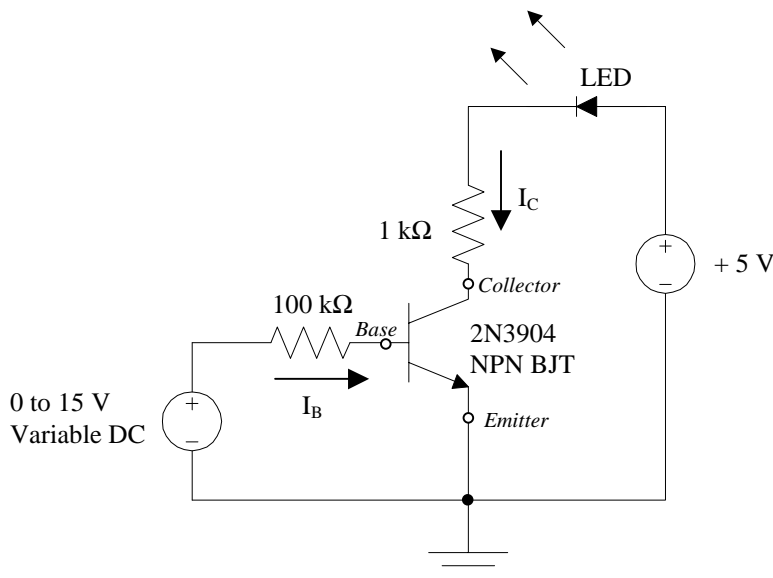 LED
I_C
1 kΩ
+
−
+ 5 V
Collector
100 kΩ
Base
2N3904
NPN BJT
0 to 15 V
Variable DC
+
−
I_B
Emitter